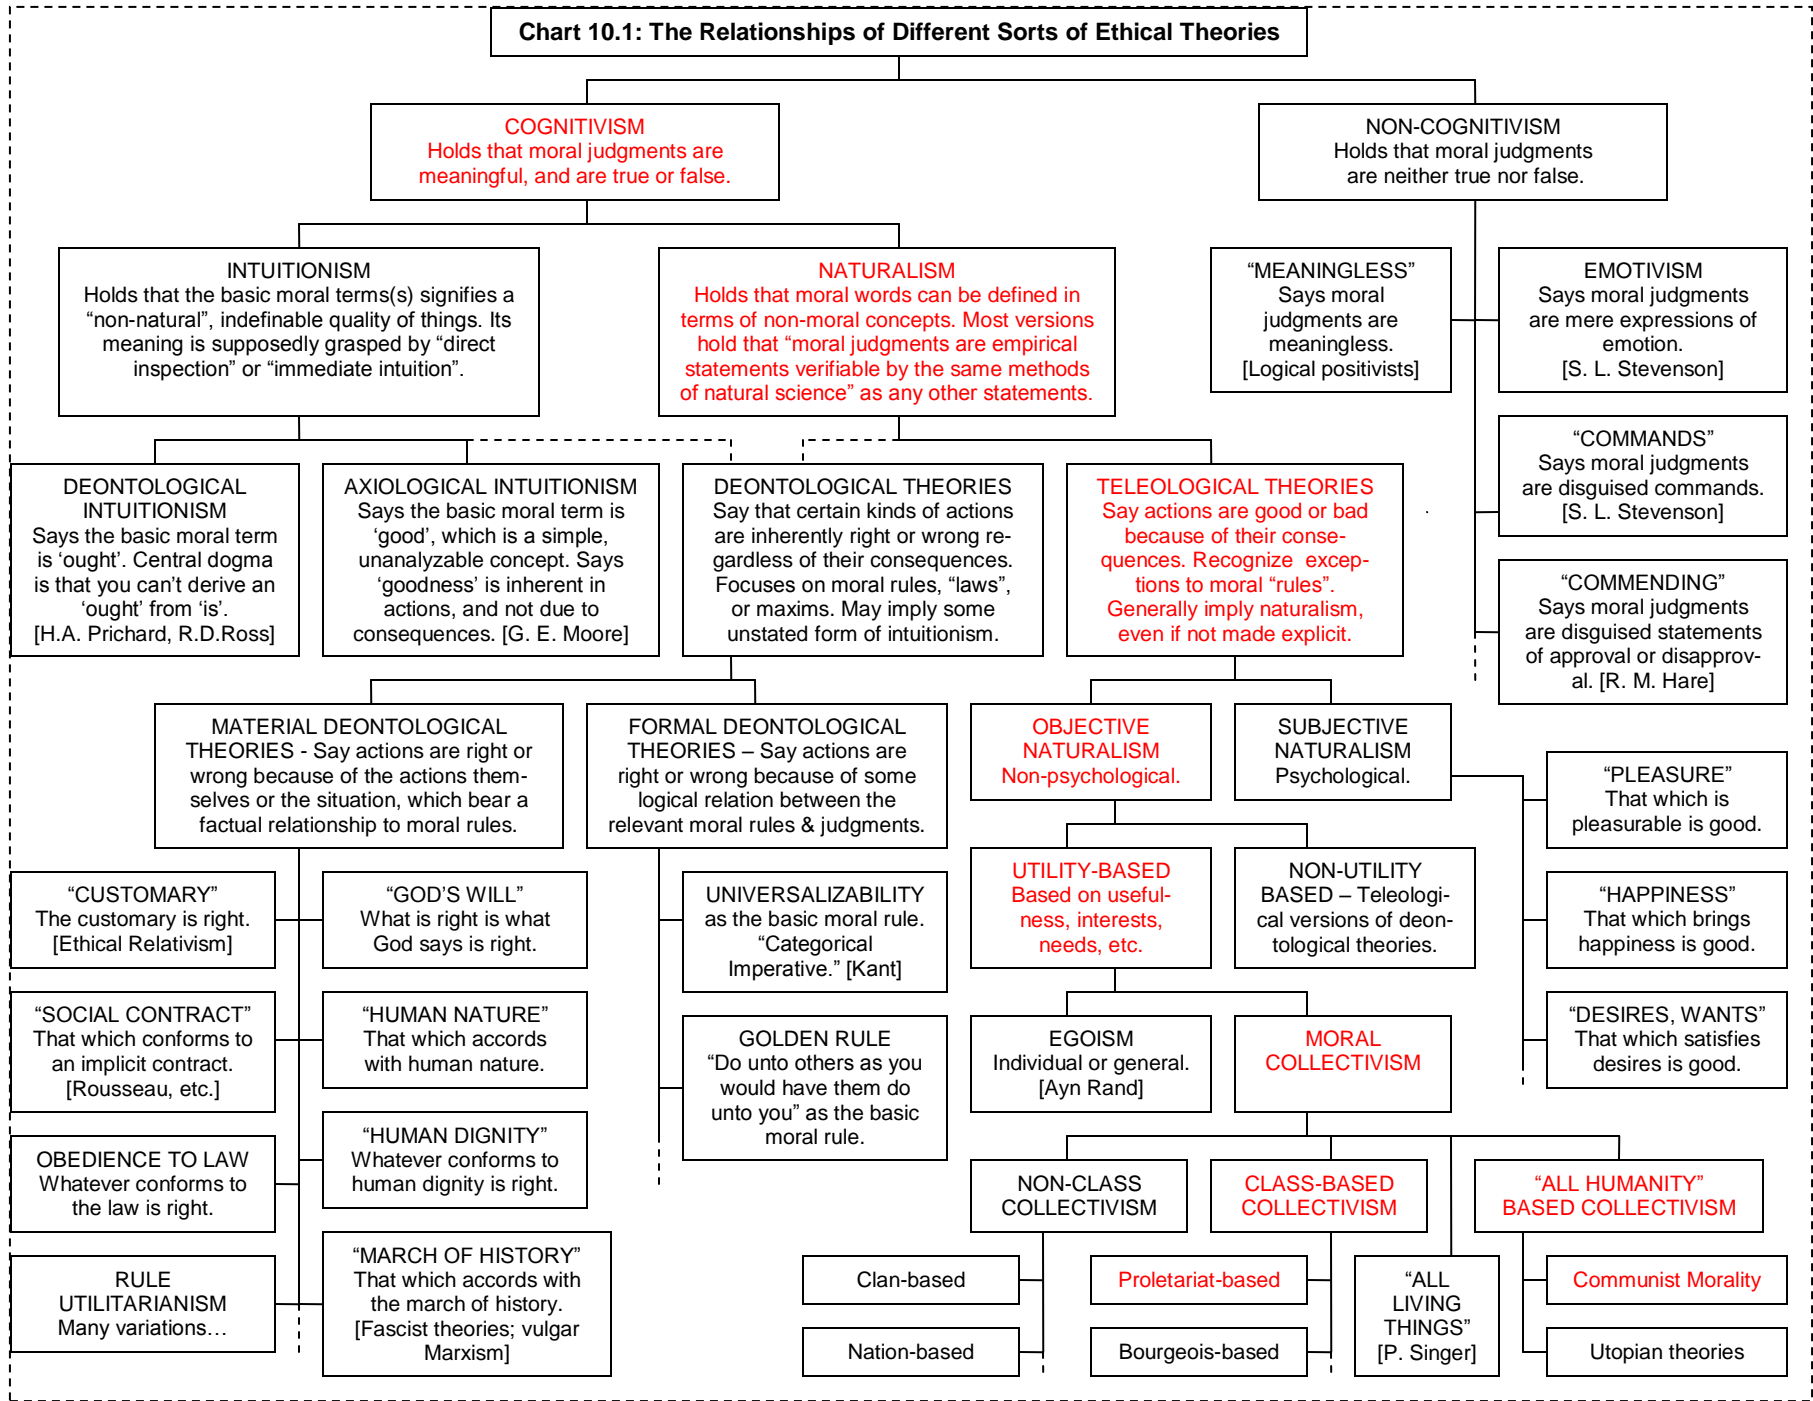 Chart 10.1: The Relationships of Different Sorts of Ethical Theories
COGNITIVISM
Holds that moral judgments are
meaningful, and are true or false.
NON-COGNITIVISM
Holds that moral judgments
are neither true nor false.
INTUITIONISM
Holds that the basic moral terms(s) signifies a
“non-natural”, indefinable quality of things. Its
meaning is supposedly grasped by “direct
inspection” or “immediate intuition”.
NATURALISM
Holds that moral words can be defined in
terms of non-moral concepts. Most versions
hold that “moral judgments are empirical
statements verifiable by the same methods
of natural science” as any other statements.
“MEANINGLESS”
Says moral
judgments are
meaningless.
[Logical positivists]
EMOTIVISM
Says moral judgments
are mere expressions of
emotion.
[S. L. Stevenson]
“COMMANDS”
Says moral judgments
are disguised commands.
[S. L. Stevenson]
“COMMENDING”
Says moral judgments
are disguised statements
of approval or disapprov-
al. [R. M. Hare]
DEONTOLOGICAL
INTUITIONISM
Says the basic moral term
is ‘ought’. Central dogma
is that you can’t derive an
‘ought’ from ‘is’.
[H.A. Prichard, R.D.Ross]
AXIOLOGICAL INTUITIONISM
Says the basic moral term is
‘good’, which is a simple,
unanalyzable concept. Says
‘goodness’ is inherent in
actions, and not due to
consequences. [G. E. Moore]
DEONTOLOGICAL THEORIES
Say that certain kinds of actions
are inherently right or wrong re-
gardless of their consequences.
Focuses on moral rules, “laws”,
or maxims. May imply some
unstated form of intuitionism.
TELEOLOGICAL THEORIES
Say actions are good or bad
because of their conse-
quences. Recognize excep-
tions to moral “rules”.
Generally imply naturalism,
even if not made explicit.
MATERIAL DEONTOLOGICAL
THEORIES - Say actions are right or
wrong because of the actions them-
selves or the situation, which bear a
factual relationship to moral rules.
FORMAL DEONTOLOGICAL
THEORIES – Say actions are
right or wrong because of some
logical relation between the
relevant moral rules & judgments.
OBJECTIVE
NATURALISM
Non-psychological.
SUBJECTIVE
NATURALISM
Psychological.
“PLEASURE”
That which is
pleasurable is good.
“HAPPINESS”
That which brings
happiness is good.
“DESIRES, WANTS”
That which satisfies
desires is good.
“CUSTOMARY”
The customary is right.
[Ethical Relativism]
“GOD’S WILL”
What is right is what
God says is right.
“SOCIAL CONTRACT”
That which conforms to
an implicit contract.
[Rousseau, etc.]
“HUMAN NATURE”
That which accords
with human nature.
OBEDIENCE TO LAW
Whatever conforms to
the law is right.
“HUMAN DIGNITY”
Whatever conforms to
human dignity is right.
RULE
UTILITARIANISM
Many variations…
“MARCH OF HISTORY”
That which accords with
the march of history.
[Fascist theories; vulgar
Marxism]
UNIVERSALIZABILITY
as the basic moral rule.
“Categorical
Imperative.” [Kant]
GOLDEN RULE
“Do unto others as you
would have them do
unto you” as the basic
moral rule.
UTILITY-BASED
Based on useful-
ness, interests,
needs, etc.
NON-UTILITY
BASED – Teleologi-
cal versions of deon-
tological theories.
EGOISM
Individual or general.
[Ayn Rand]
MORAL
COLLECTIVISM
NON-CLASS
COLLECTIVISM
CLASS-BASED
COLLECTIVISM
“ALL HUMANITY”
BASED COLLECTIVISM
Clan-based
Nation-based
Proletariat-based
Bourgeois-based
“ALL
LIVING
THINGS”
[P. Singer]
Communist Morality
Utopian theories